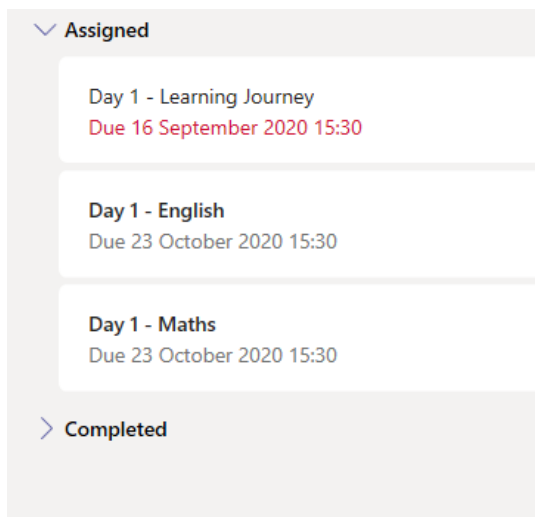 Assigned
Day 1 - Learning Journey
Due 16 September 2020 15:30
Day 1 - English
Due 23 October 2020 15:30
Day 1 - Maths
Due 23 October 2020 15:30
Completed